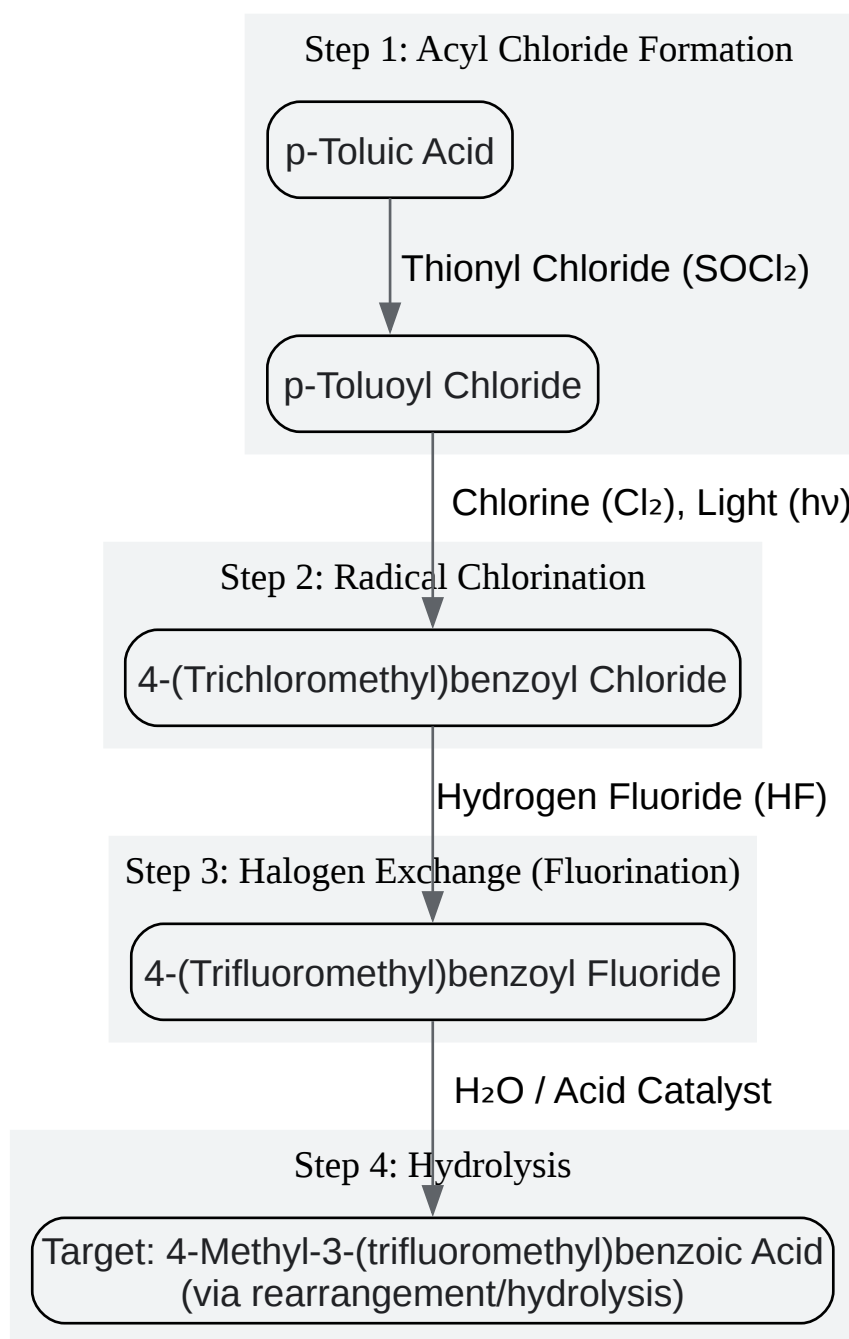 Step 1: Acyl Chloride Formation
p-Toluic Acid
Thionyl Chloride (SOCl₂)
p-Toluoyl Chloride
Chlorine (Cl₂), Light (hν)
Step 2: Radical Chlorination
4-(Trichloromethyl)benzoyl Chloride
Hydrogen Fluoride (HF)
Step 3: Halogen Exchange (Fluorination)
4-(Trifluoromethyl)benzoyl Fluoride
H₂O / Acid Catalyst
Step 4: Hydrolysis
Target: 4-Methyl-3-(trifluoromethyl)benzoic Acid
(via rearrangement/hydrolysis)